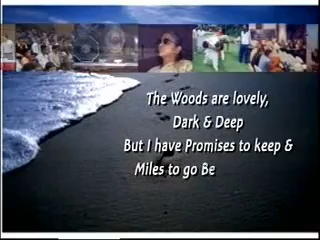 The Woods are lovely,
Dark & Deep
But I have Promises to keep &
Miles to go Be